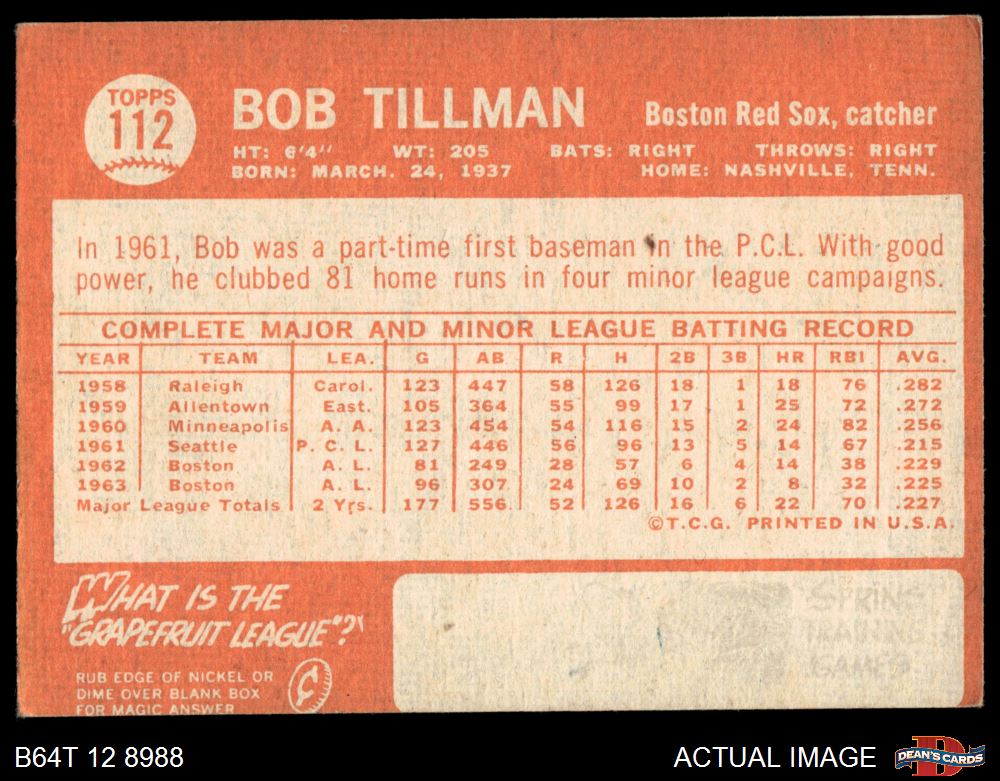 TOPPS
112
BOB TILLMAN
Boston Red Sox, catcher
HT: 6'4" WT: 205 BATS: RIGHT THROWS: RIGHT
BORN: MARCH. 24, 1937 HOME: NASHVILLE, TENN.
In 1961, Bob was a part-time first baseman in the P.C.L. With good
power, he clubbed 81 home runs in four minor league campaigns.
COMPLETE MAJOR AND MINOR LEAGUE BATTING RECORD
YEAR TEAM LEA. G AB R H 2B 3B HR RBI AVG.
1958 Raleigh Carol. 123 447 58 126 18 1 18 76 .282
1959 Allentown East. 105 364 55 99 17 1 25 72 .272
1960 Minneapolis A. A. 123 454 54 116 15 2 24 82 .256
1961 Seattle P. C. L. 127 446 56 96 13 5 14 67 .215
1962 Boston A. L. 81 249 28 57 6 4 14 38 .229
1963 Boston A. L. 96 307 24 69 10 2 8 32 .225
Major League Totals 2 Yrs. 177 556 52 126 16 6 22 70 .227
©T.C.G. PRINTED IN U.S.A.
WHAT IS THE
"GRAPEFRUIT LEAGUE"?
RUB EDGE OF NICKEL OR
DIME OVER BLANK BOX
FOR MAGIC ANSWER
¢
SPRING
TRAINING
GAMES
B64T 12 8988
ACTUAL IMAGE
DEAN'S CARDS